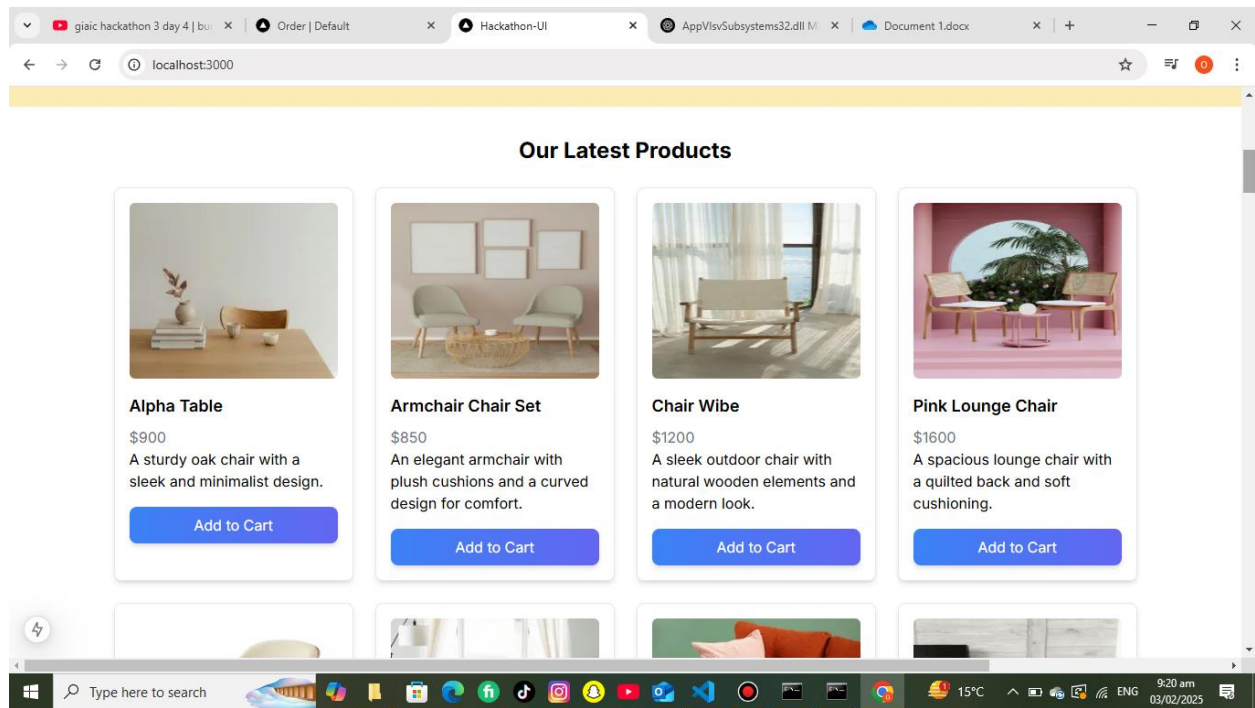 giaic hackathon 3 day 4 | bui
Order | Default
Hackathon-UI
AppVIsvSubsystems32.dll Mi
Document 1.docx
localhost:3000
O
Our Latest Products
Alpha Table
$900
A sturdy oak chair with a
sleek and minimalist design.
Add to Cart
Armchair Chair Set
$850
An elegant armchair with
plush cushions and a curved
design for comfort.
Add to Cart
Chair Wibe
$1200
A sleek outdoor chair with
natural wooden elements and
a modern look.
Add to Cart
Pink Lounge Chair
$1600
A spacious lounge chair with
a quilted back and soft
cushioning.
Add to Cart
Type here to search
15°C
ENG
9:20 am
03/02/2025